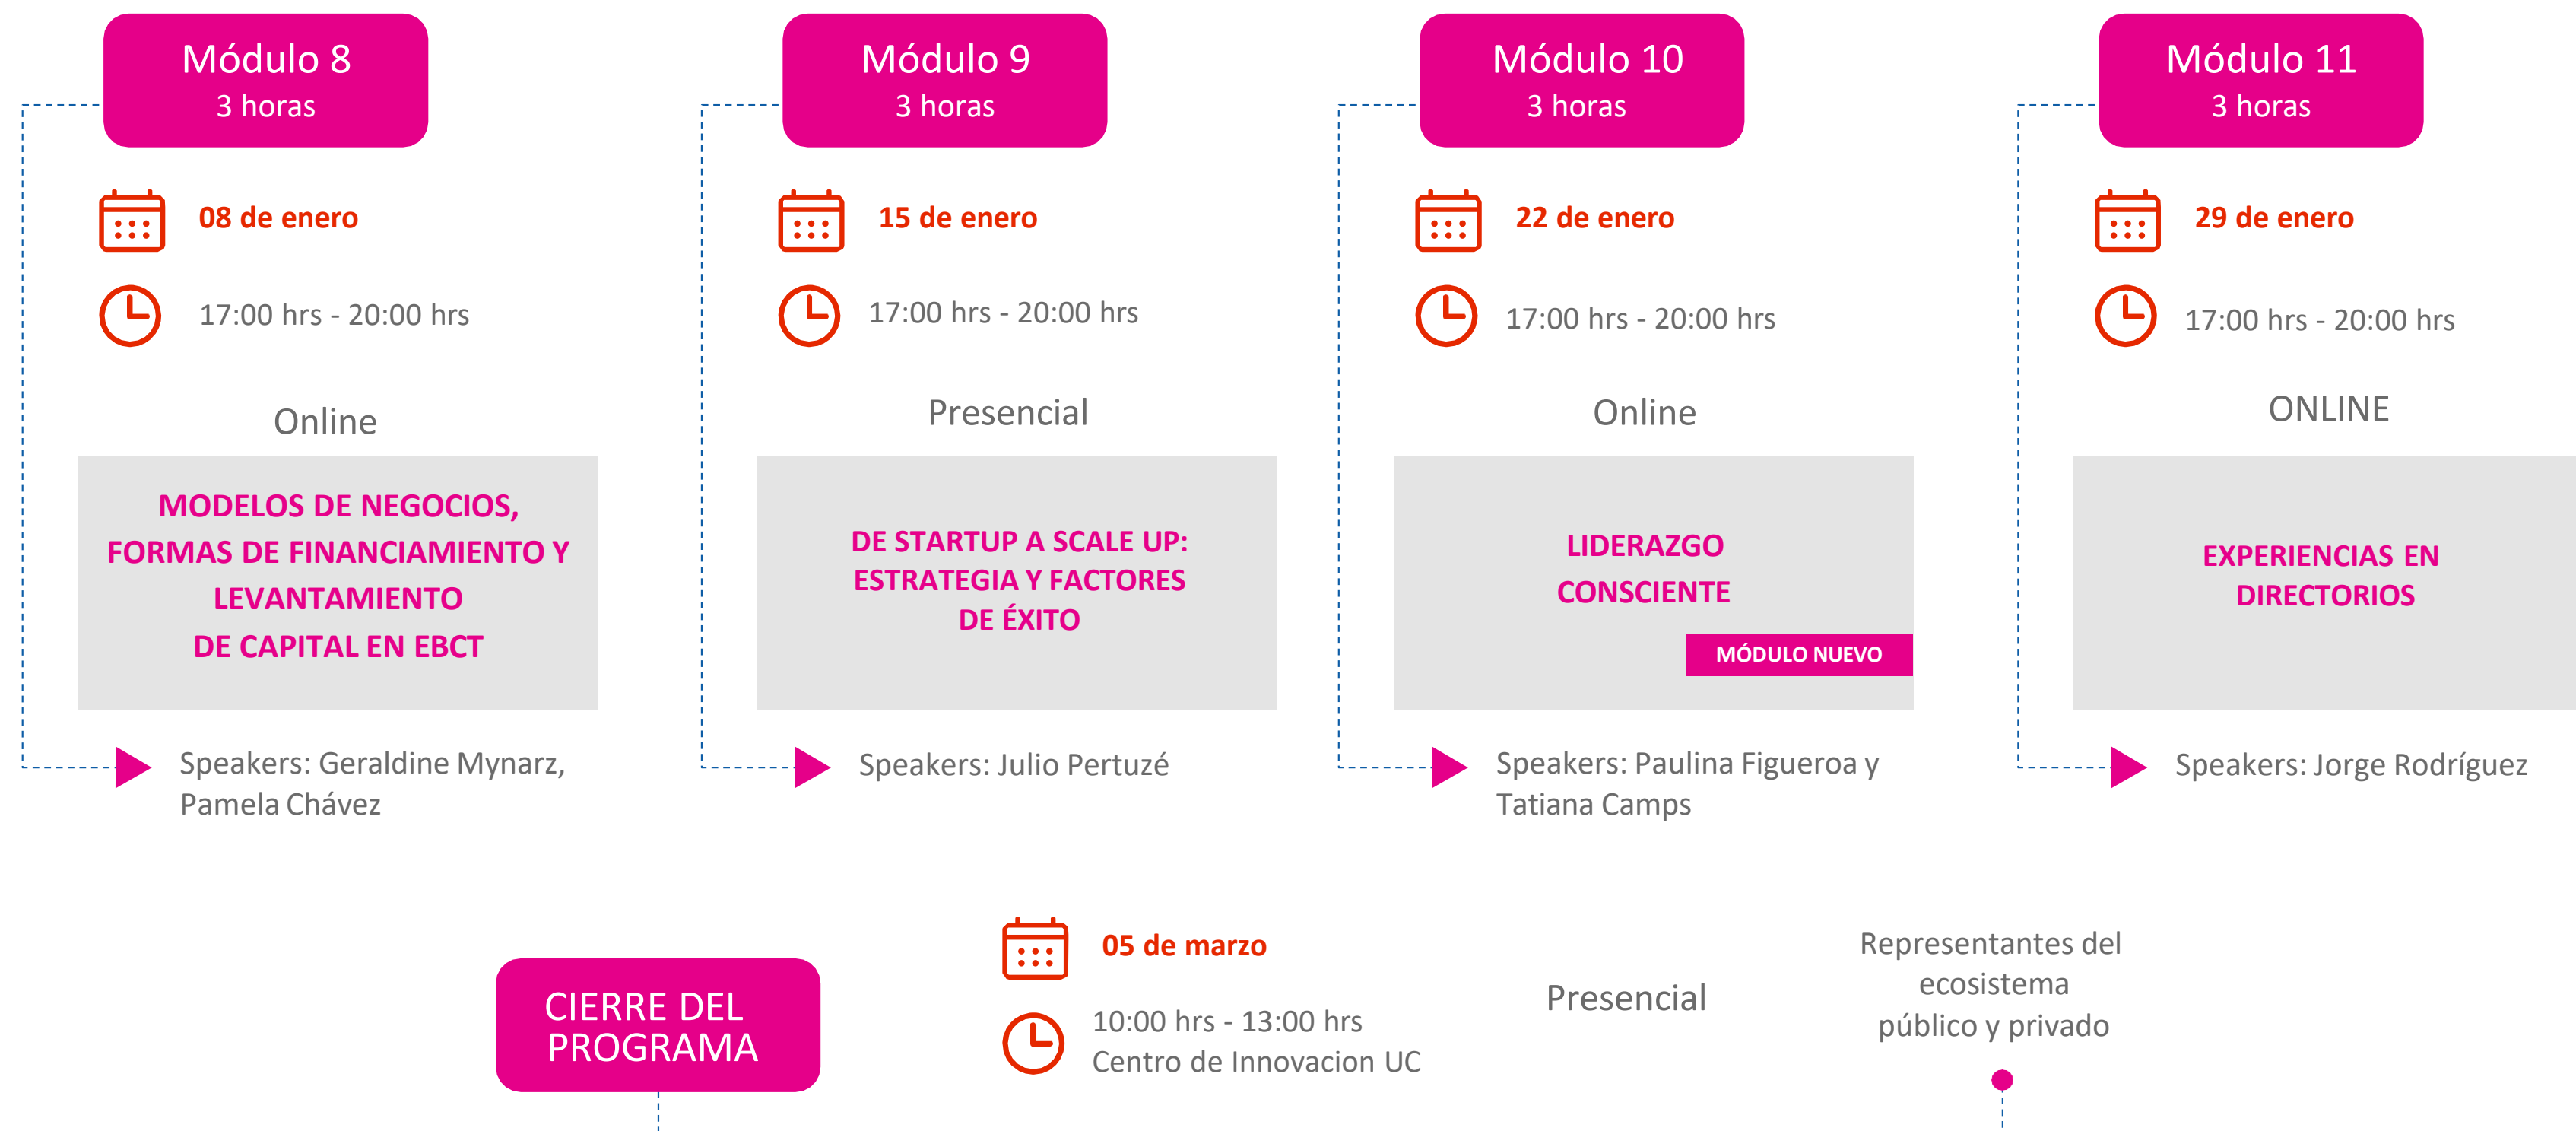 Módulo 8
3 horas
08 de enero
17:00 hrs - 20:00 hrs
Online
MODELOS DE NEGOCIOS,
FORMAS DE FINANCIAMIENTO Y
LEVANTAMIENTO
DE CAPITAL EN EBCT
Speakers: Geraldine Mynarz,
Pamela Chávez
Módulo 9
3 horas
15 de enero
17:00 hrs - 20:00 hrs
Presencial
DE STARTUP A SCALE UP:
ESTRATEGIA Y FACTORES
DE ÉXITO
Speakers: Julio Pertuzé
Módulo 10
3 horas
22 de enero
17:00 hrs - 20:00 hrs
Online
LIDERAZGO
CONSCIENTE
MÓDULO NUEVO
Speakers: Paulina Figueroa y
Tatiana Camps
Módulo 11
3 horas
29 de enero
17:00 hrs - 20:00 hrs
ONLINE
EXPERIENCIAS EN
DIRECTORIOS
Speakers: Jorge Rodríguez
CIERRE DEL
PROGRAMA
05 de marzo
10:00 hrs - 13:00 hrs
Centro de Innovacion UC
Presencial
Representantes del
ecosistema
público y privado